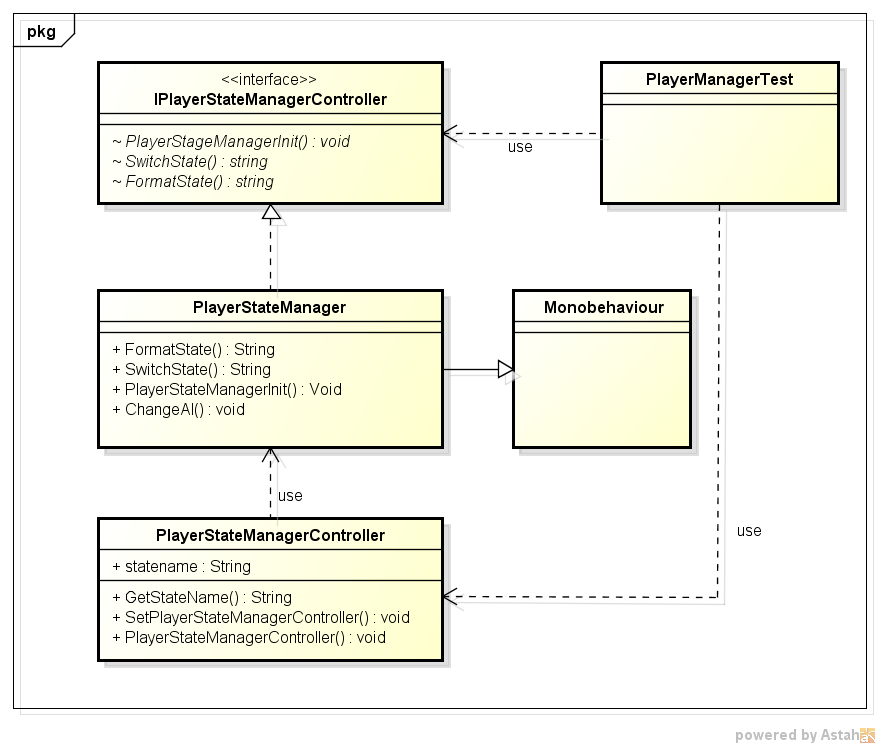 pkg
<<interface>>
IPlayerStateManagerController
~ PlayerStageManagerInit() : void
~ SwitchState() : string
~ FormatState() : string
PlayerManagerTest
use
PlayerStateManager
+ FormatState() : String
+ SwitchState() : String
+ PlayerStateManagerInit() : Void
+ ChangeAI() : void
Monobehaviour
use
PlayerStateManagerController
+ statename : String
+ GetStateName() : String
+ SetPlayerStateManagerController() : void
+ PlayerStateManagerController() : void
use
powered by Astah